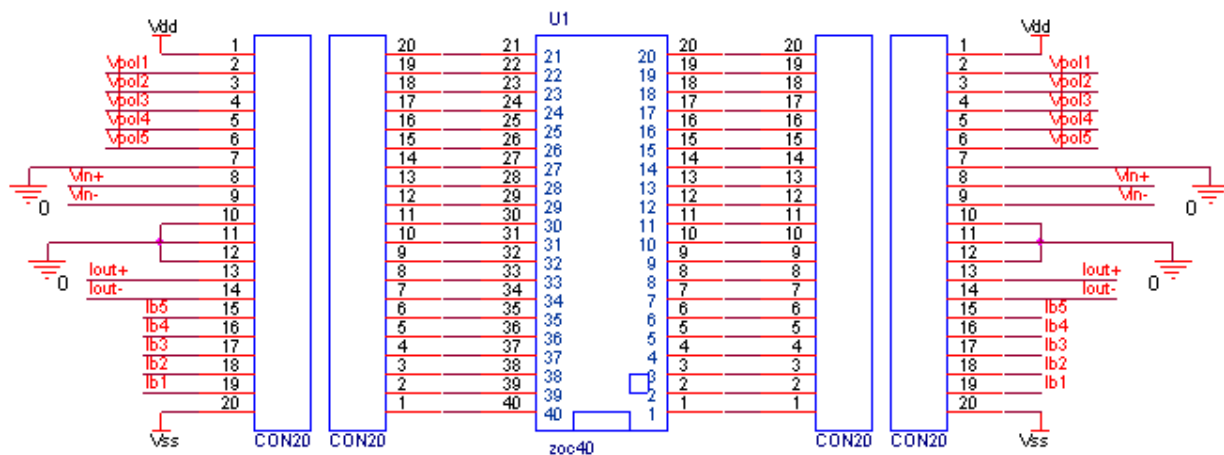 U1
Vdd Vdd
1 20 21 21 20 20 20 1
Vpol1 2 19 22 22 19 19 19 2 Vpol1
Vpol2 3 18 23 23 18 18 18 3 Vpol2
Vpol3 4 17 24 24 17 17 17 4 Vpol3
Vpol4 5 16 25 25 16 16 16 5 Vpol4
Vpol5 6 15 26 26 15 15 15 6 Vpol5
7 14 27 27 14 14 14 7
Vin+ 8 13 28 28 13 13 13 8 Vin+
Vin- 9 12 29 29 12 12 12 9 Vin-
0 0
10 11 30 30 11 11 11 10
11 10 31 31 10 10 10 11
12 9 32 32 9 9 9 12
Iout+ 13 8 33 33 8 8 8 13 Iout+
0 0
Iout- 14 7 34 34 7 7 7 14 Iout-
Ib5 15 6 35 35 6 6 6 15 Ib5
Ib4 16 5 36 36 5 5 5 16 Ib4
Ib3 17 4 37 37 4 4 4 17 Ib3
Ib2 18 3 38 38 3 3 3 18 Ib2
Ib1 19 2 39 39 2 2 2 19 Ib1
20 1 40 40 1 1 1 20
Vss Vss
CON20 CON20 CON20 CON20
zoc40